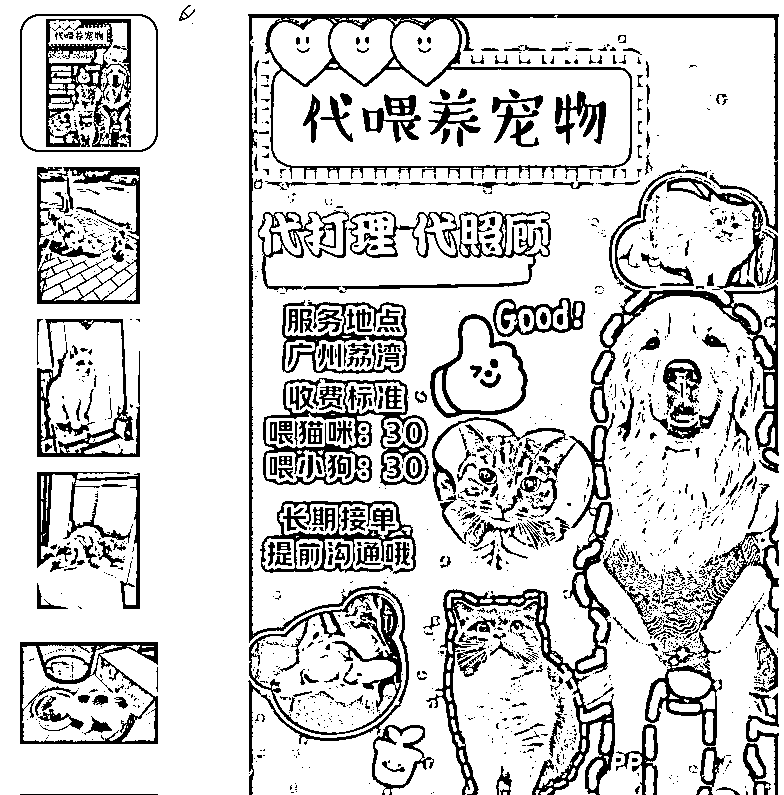 代喂养宠物
代打理 代照顾
Good!
服务地点
广州荔湾
收费标准
喂猫咪：30
喂小狗：30
长期接单
提前沟通哦